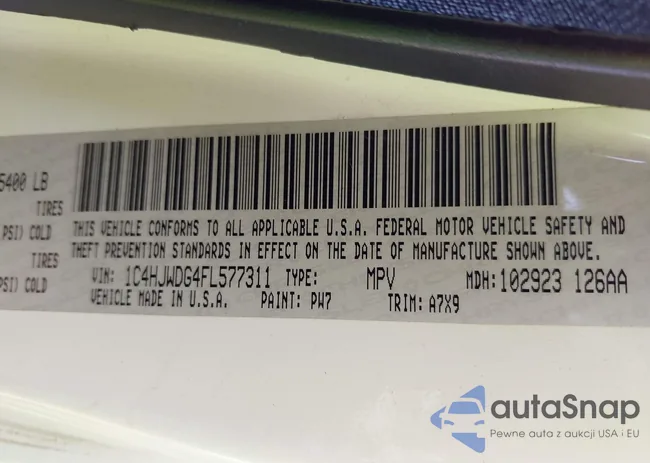 5400 LB
TIRES
PSI) COLD
TIRES
PSI) COLD
THIS VEHICLE CONFORMS TO ALL APPLICABLE U.S.A. FEDERAL MOTOR VEHICLE SAFETY AND
THEFT PREVENTION STANDARDS IN EFFECT ON THE DATE OF MANUFACTURE SHOWN ABOVE.
VIN: 1C4HJWDG4FL577311 TYPE: MPV MDH: 102923 126AA
VEHICLE MADE IN U.S.A. PAINT: PW7 TRIM: A7X9
autaSnap
Pewne auta z aukcji USA i EU